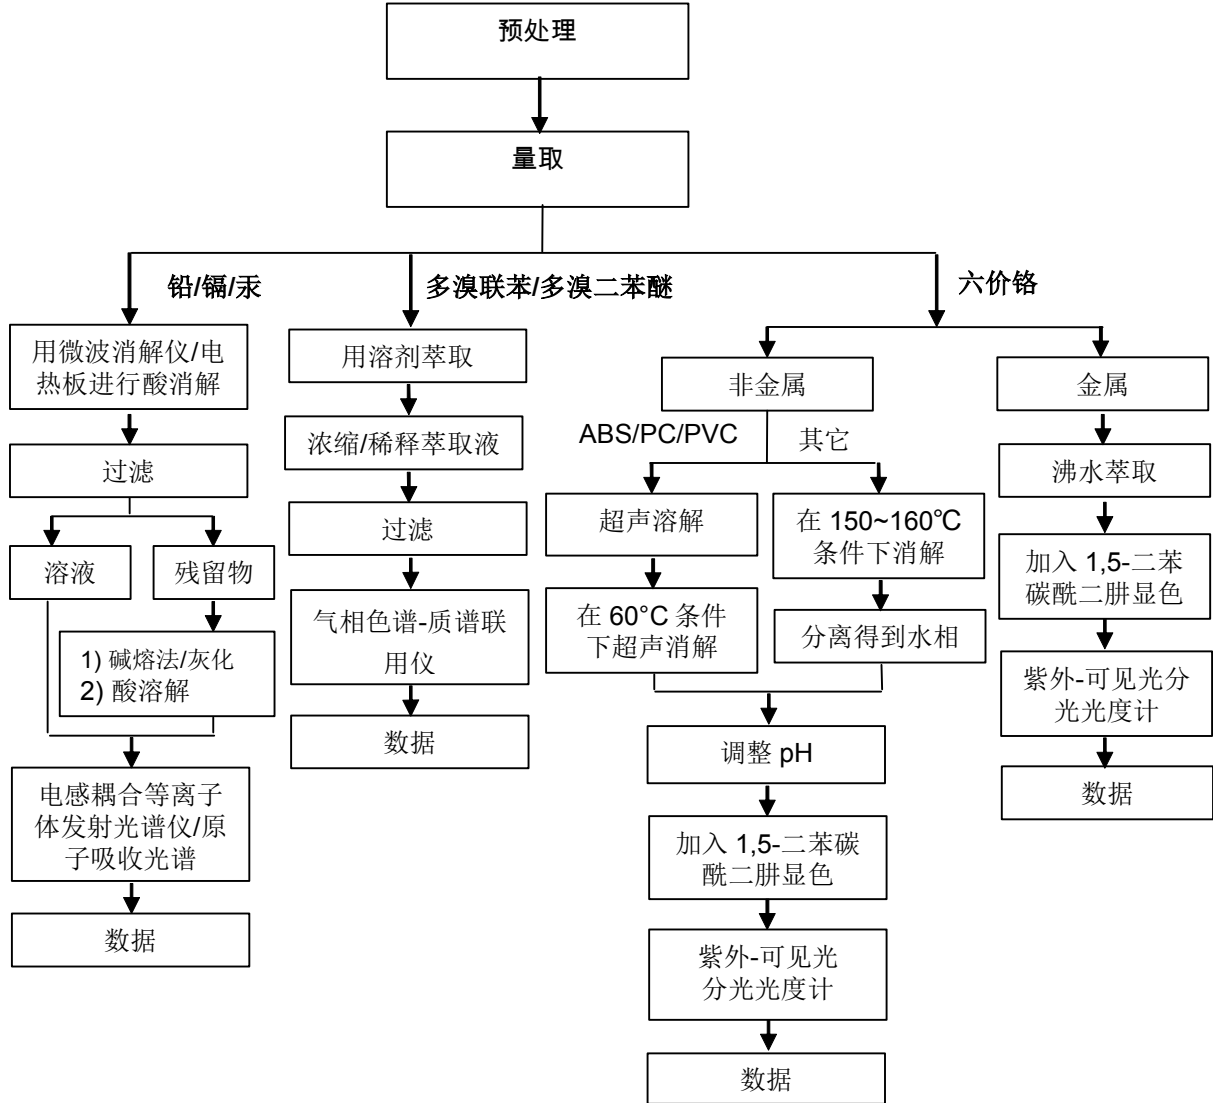 预处理
量取
铅/镉/汞
多溴联苯/多溴二苯醚
六价铬
用微波消解仪/电
热板进行酸消解
过滤
溶液
残留物
1) 碱熔法/灰化
2) 酸溶解
电感耦合等离子
体发射光谱仪/原
子吸收光谱
数据
用溶剂萃取
浓缩/稀释萃取液
过滤
气相色谱-质谱联
用仪
数据
非金属
ABS/PC/PVC
其它
超声溶解
在 60°C 条件
下超声消解
在 150~160℃
条件下消解
分离得到水相
调整 pH
加入 1,5-二苯碳
酰二肼显色
紫外-可见光
分光光度计
数据
金属
沸水萃取
加入 1,5-二苯
碳酰二肼显色
紫外-可见光分
光光度计
数据